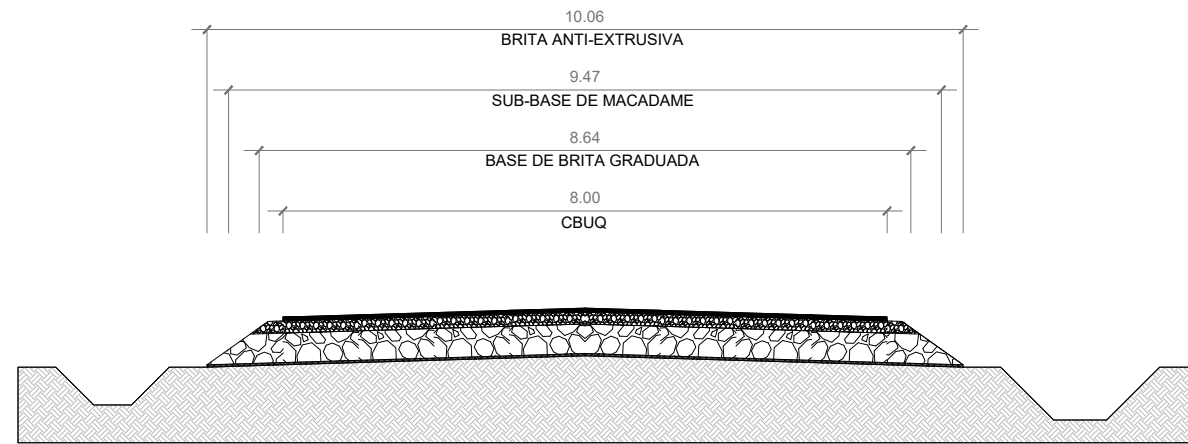 10.06
BRITA ANTI-EXTRUSIVA
9.47
SUB-BASE DE MACADAME
8.64
BASE DE BRITA GRADUADA
8.00
CBUQ